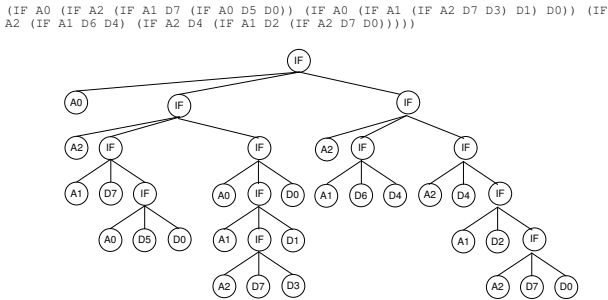 (IF A0 (IF A2 (IF A1 D7 (IF A0 D5 D0)) (IF A0 (IF A1 (IF A2 D7 D3) D1) D0)) (IF
A2 (IF A1 D6 D4) (IF A2 D4 (IF A1 D2 (IF A2 D7 D0)))))
IF
A0 IF IF
A2 IF IF A2 IF IF
A1 D7 IF A0 IF D0 A1 D6 D4 A2 D4 IF
A0 D5 D0 A1 IF D1 A1 D2 IF
A2 D7 D3 A2 D7 D0